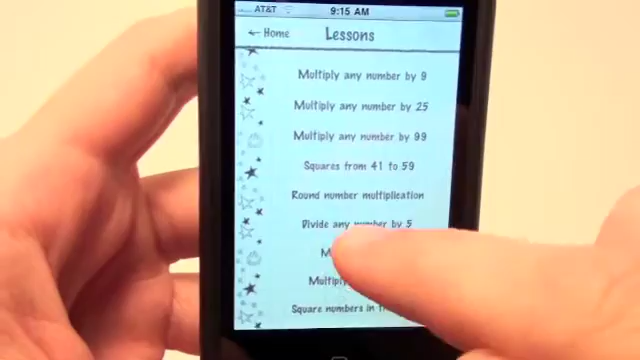 AT&T 9:15 AM
← Home Lessons
Multiply any number by 9
Multiply any number by 25
Multiply any number by 99
Squares from 41 to 59
Round number multiplication
Divide any number by 5
Multiply
Square numbers in